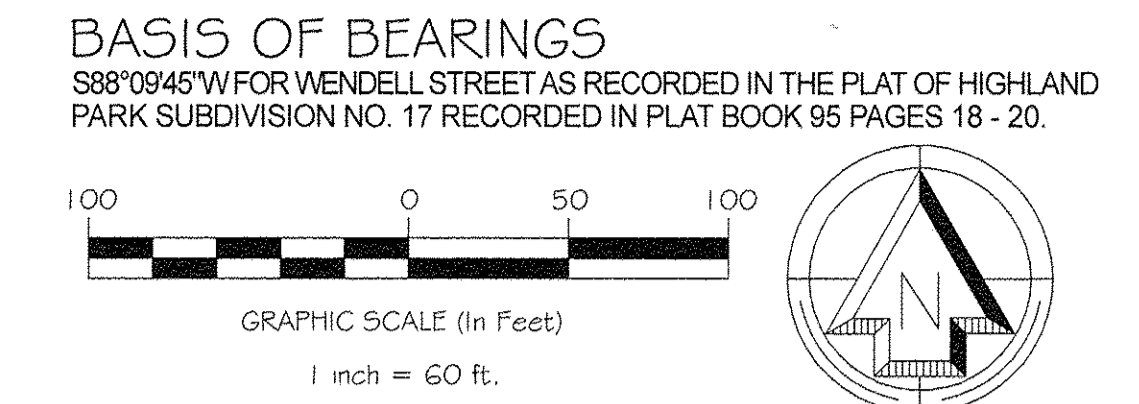 BASIS OF BEARINGS
S88°09'45"W FOR WENDELL STREET AS RECORDED IN THE PLAT OF HIGHLAND
PARK SUBDIVISION NO. 17 RECORDED IN PLAT BOOK 95 PAGES 18 - 20.
100 0 50 100
GRAPHIC SCALE (In Feet)
1 inch = 60 ft.
N